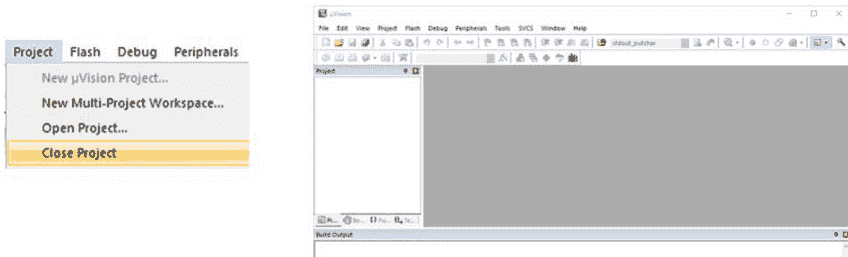 Project Flash Debug Peripherals
New µVision Project...
New Multi-Project Workspace...
Open Project...
Close Project
µVision
File Edit View Project Flash Debug Peripherals Tools SVCS Window Help
stdout_putchar
Project
Build Output